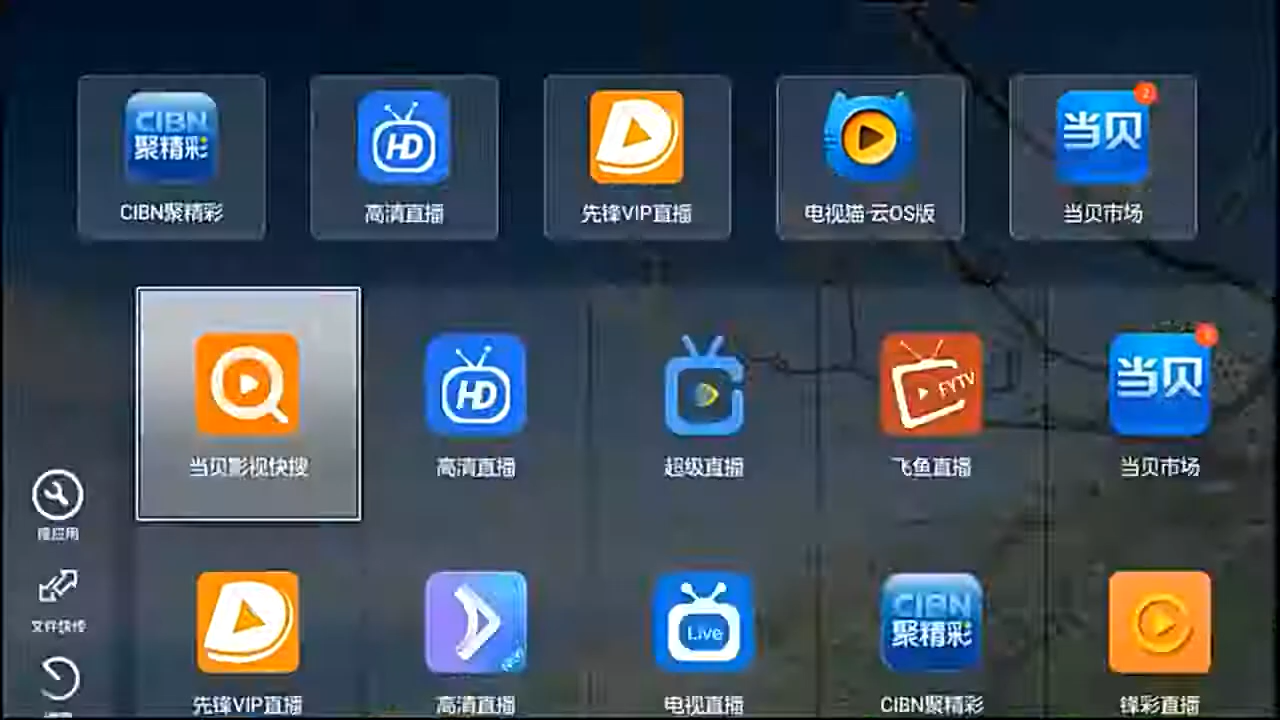 CIBN
聚精彩
HD
当贝
2
CIBN聚精彩
高清直播
先锋VIP直播
电视猫·云OS版
当贝市场
HD
FYTV
当贝
当贝影视快搜
高清直播
超级直播
飞鱼直播
当贝市场
搜应用
Live
CIBN
聚精彩
文件快传
先锋VIP直播
高清直播
电视直播
CIBN聚精彩
锋彩直播